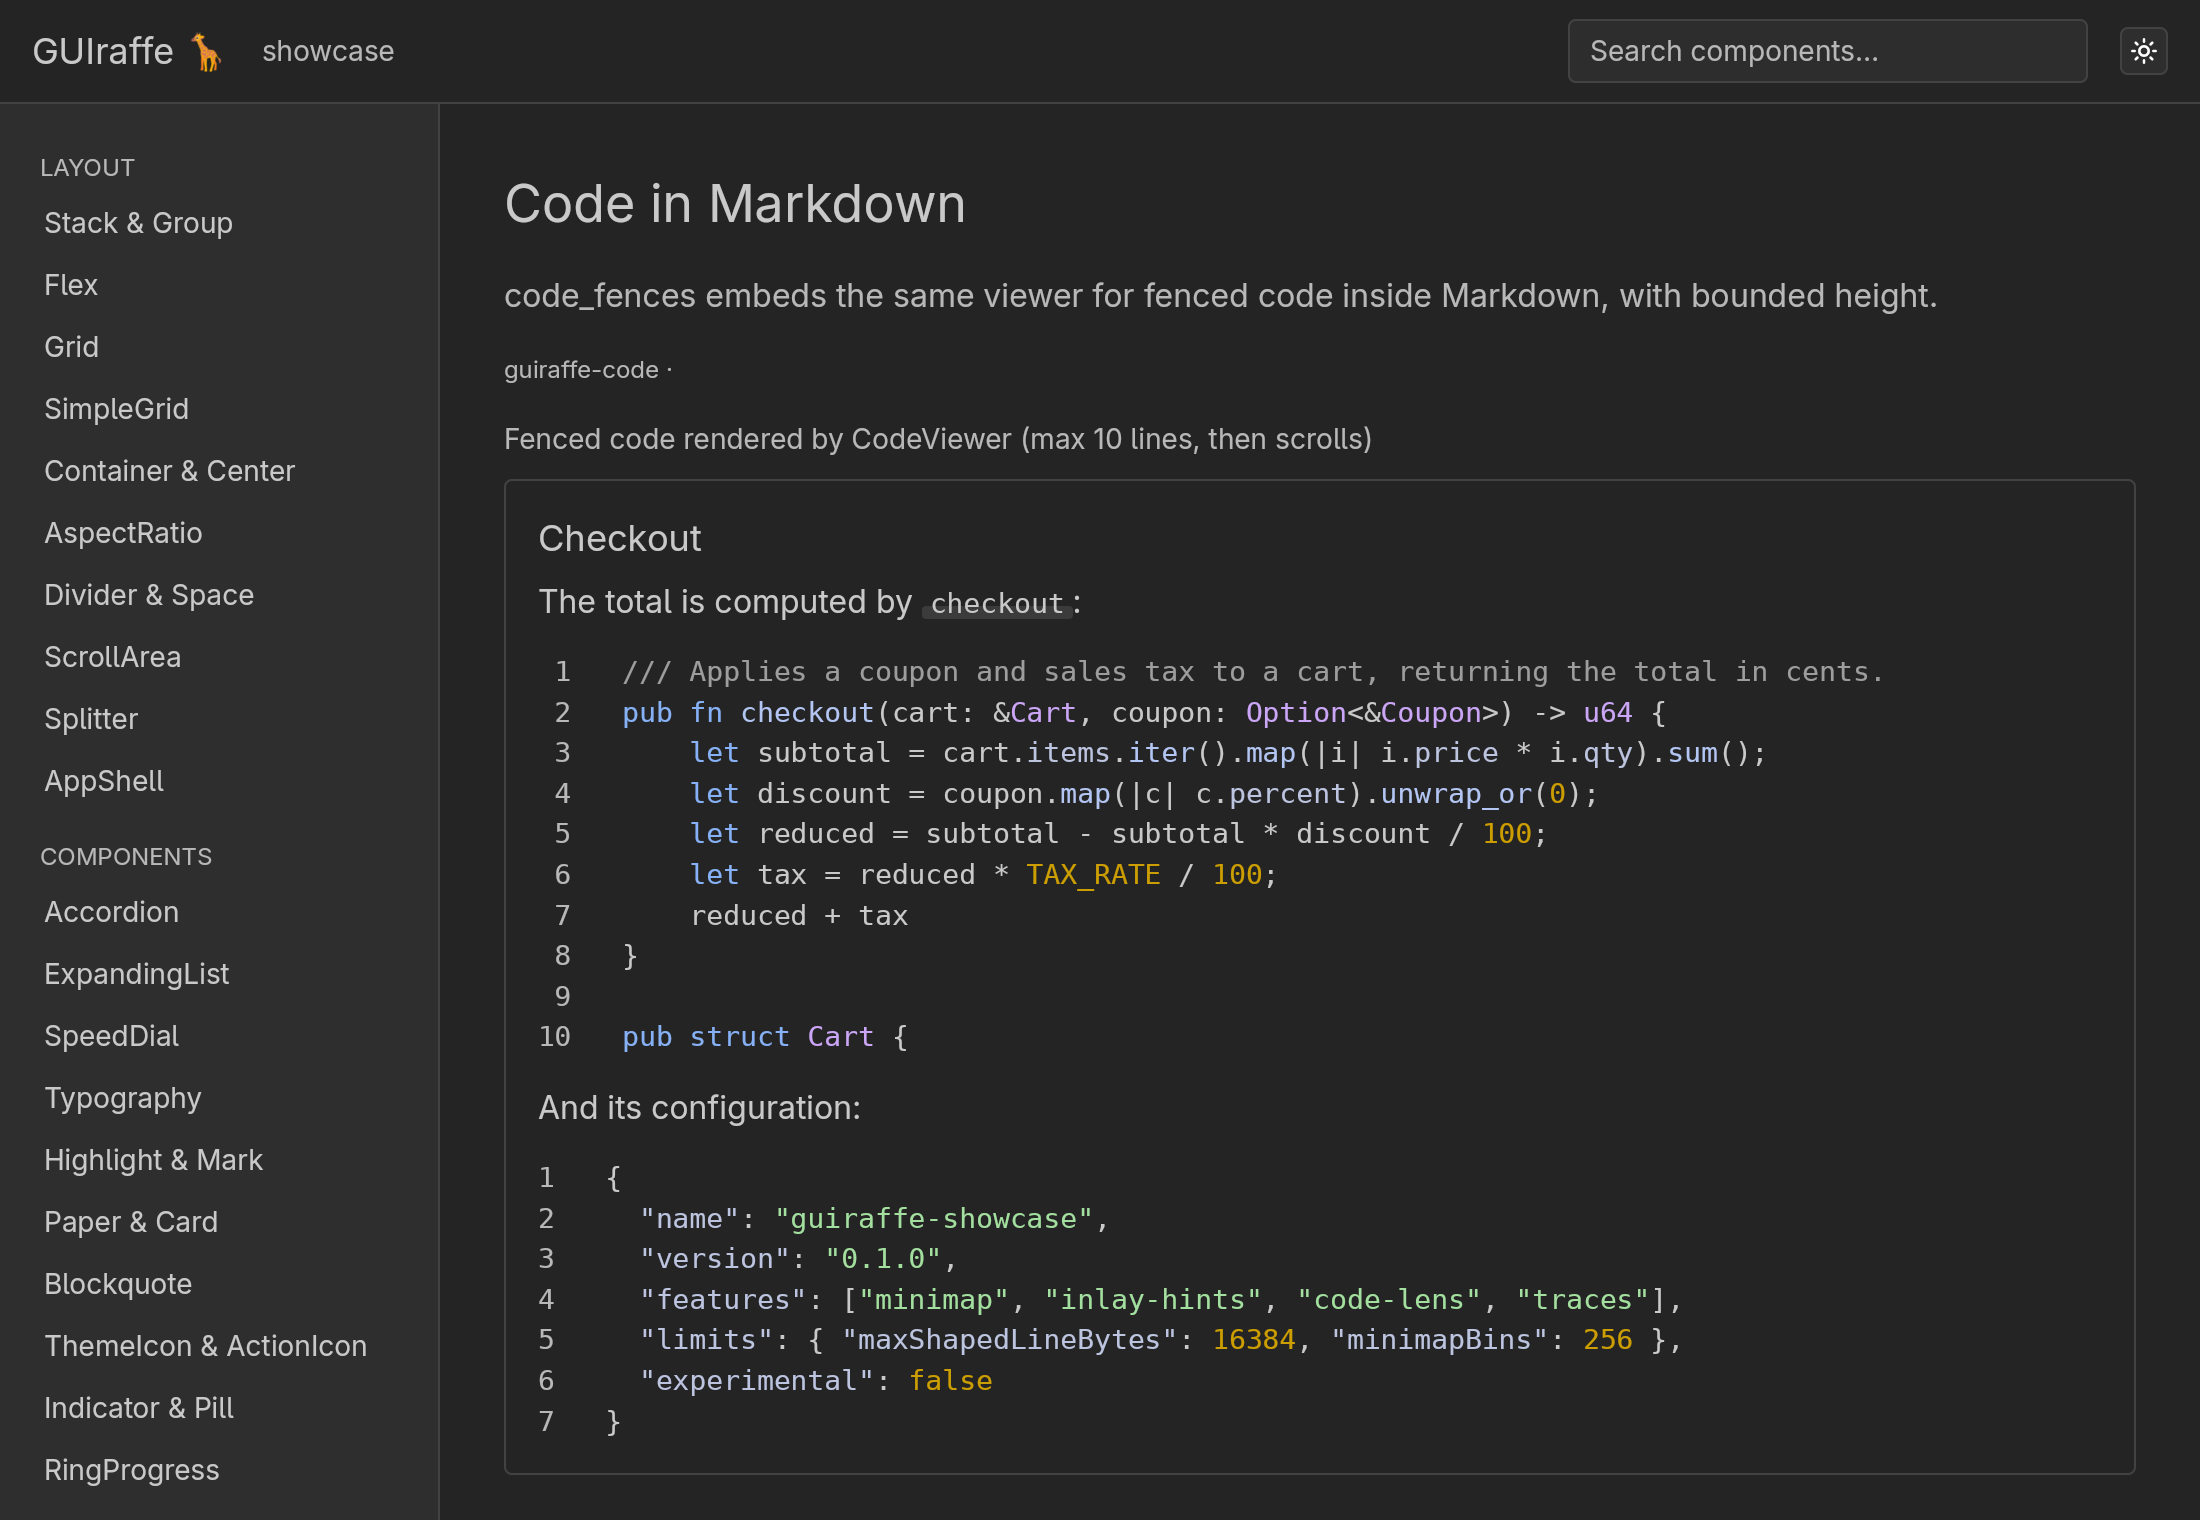 GUIraffe 🦒 showcase
Search components...
LAYOUT
Stack & Group
Flex
Grid
SimpleGrid
Container & Center
AspectRatio
Divider & Space
ScrollArea
Splitter
AppShell
COMPONENTS
Accordion
ExpandingList
SpeedDial
Typography
Highlight & Mark
Paper & Card
Blockquote
ThemeIcon & ActionIcon
Indicator & Pill
RingProgress
Code in Markdown
code_fences embeds the same viewer for fenced code inside Markdown, with bounded height.
guiraffe-code ·
Fenced code rendered by CodeViewer (max 10 lines, then scrolls)
Checkout
The total is computed by checkout:
1 /// Applies a coupon and sales tax to a cart, returning the total in cents.
2 pub fn checkout(cart: &Cart, coupon: Option<&Coupon>) -> u64 {
3     let subtotal = cart.items.iter().map(|i| i.price * i.qty).sum();
4     let discount = coupon.map(|c| c.percent).unwrap_or(0);
5     let reduced = subtotal - subtotal * discount / 100;
6     let tax = reduced * TAX_RATE / 100;
7     reduced + tax
8 }
9
10 pub struct Cart {
And its configuration:
1 {
2   "name": "guiraffe-showcase",
3   "version": "0.1.0",
4   "features": ["minimap", "inlay-hints", "code-lens", "traces"],
5   "limits": { "maxShapedLineBytes": 16384, "minimapBins": 256 },
6   "experimental": false
7 }